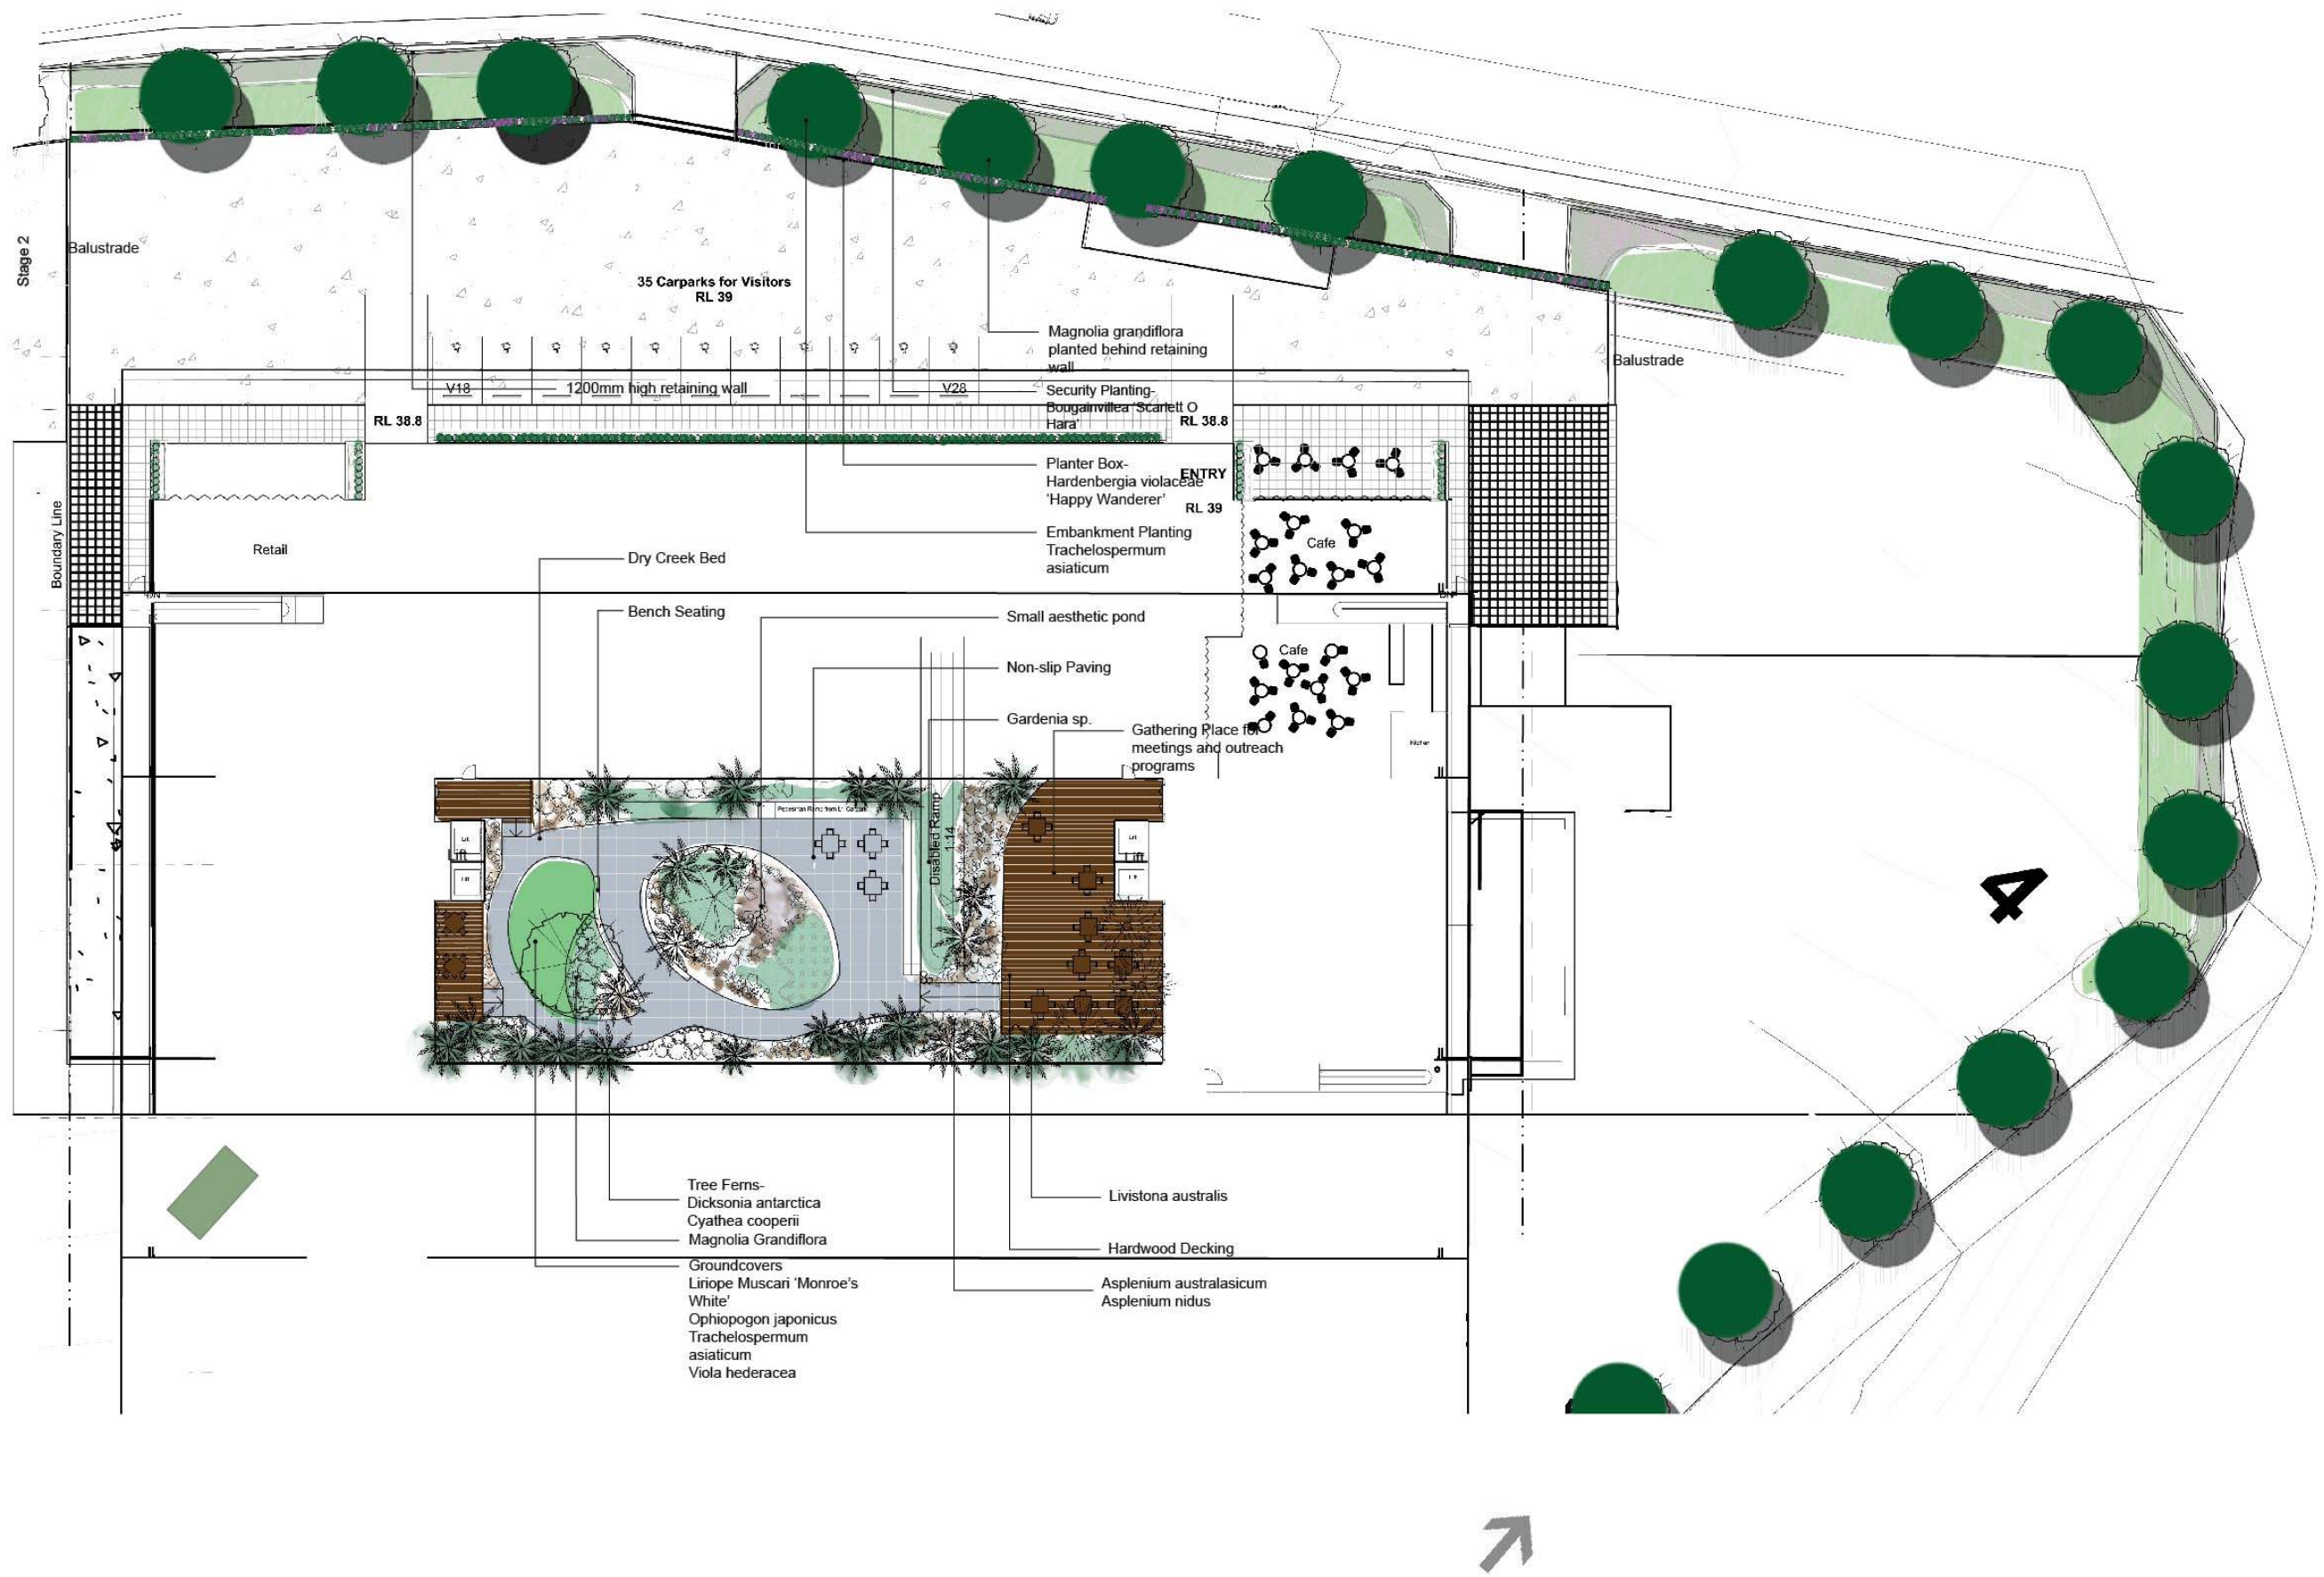 Stage 2
Balustrade
35 Carparks for Visitors
RL 39
Magnolia grandiflora
planted behind retaining
wall
Balustrade
V18
1200mm high retaining wall
V28
Security Planting-
Bougainvillea 'Scarlett O
Hara'
RL 38.8
RL 38.8
Planter Box-
Hardenbergia violaceae
'Happy Wanderer'
ENTRY
RL 39
Boundary Line
Retail
Embankment Planting
Trachelospermum
asiaticum
Cafe
Dry Creek Bed
DN
DN
Bench Seating
Small aesthetic pond
Cafe
Non-slip Paving
Gardenia sp.
Gathering Place for
meetings and outreach
programs
Disabled Ramp
1:14
Lift
Lift
4
Tree Ferns-
Dicksonia antarctica
Cyathea cooperii
Magnolia Grandiflora
Groundcovers
Liriope Muscari 'Monroe's
White'
Ophiopogon japonicus
Trachelospermum
asiaticum
Viola hederacea
Livistona australis
Hardwood Decking
Asplenium australasicum
Asplenium nidus